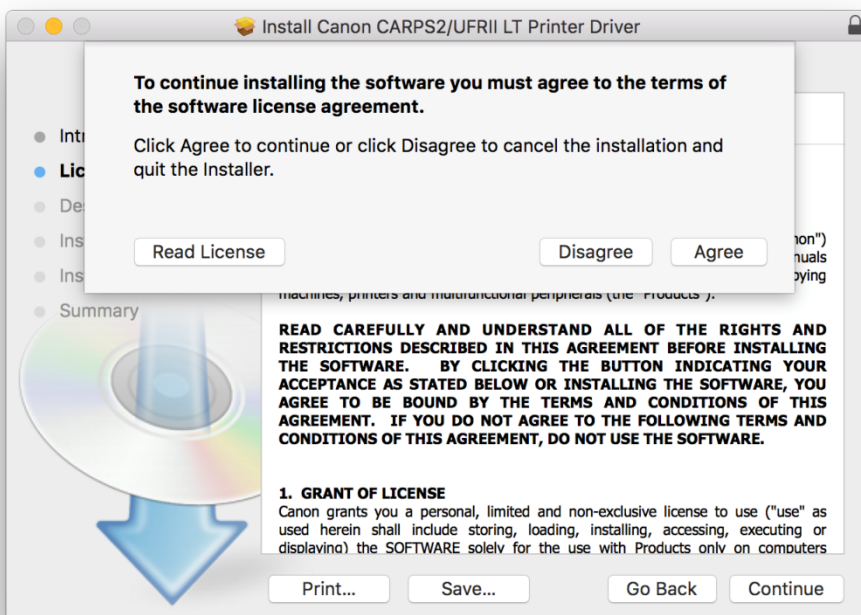 Install Canon CARPS2/UFRII LT Printer Driver
To continue installing the software you must agree to the terms of
the software license agreement.
Click Agree to continue or click Disagree to cancel the installation and
quit the Installer.
Read License
Disagree
Agree
Summary
machines, printers and multifunctional peripherals (the "Products").
READ CAREFULLY AND UNDERSTAND ALL OF THE RIGHTS AND
RESTRICTIONS DESCRIBED IN THIS AGREEMENT BEFORE INSTALLING
THE SOFTWARE. BY CLICKING THE BUTTON INDICATING YOUR
ACCEPTANCE AS STATED BELOW OR INSTALLING THE SOFTWARE, YOU
AGREE TO BE BOUND BY THE TERMS AND CONDITIONS OF THIS
AGREEMENT. IF YOU DO NOT AGREE TO THE FOLLOWING TERMS AND
CONDITIONS OF THIS AGREEMENT, DO NOT USE THE SOFTWARE.
1. GRANT OF LICENSE
Canon grants you a personal, limited and non-exclusive license to use ("use" as
used herein shall include storing, loading, installing, accessing, executing or
displaying) the SOFTWARE solely for the use with Products only on computers
Print...
Save...
Go Back
Continue